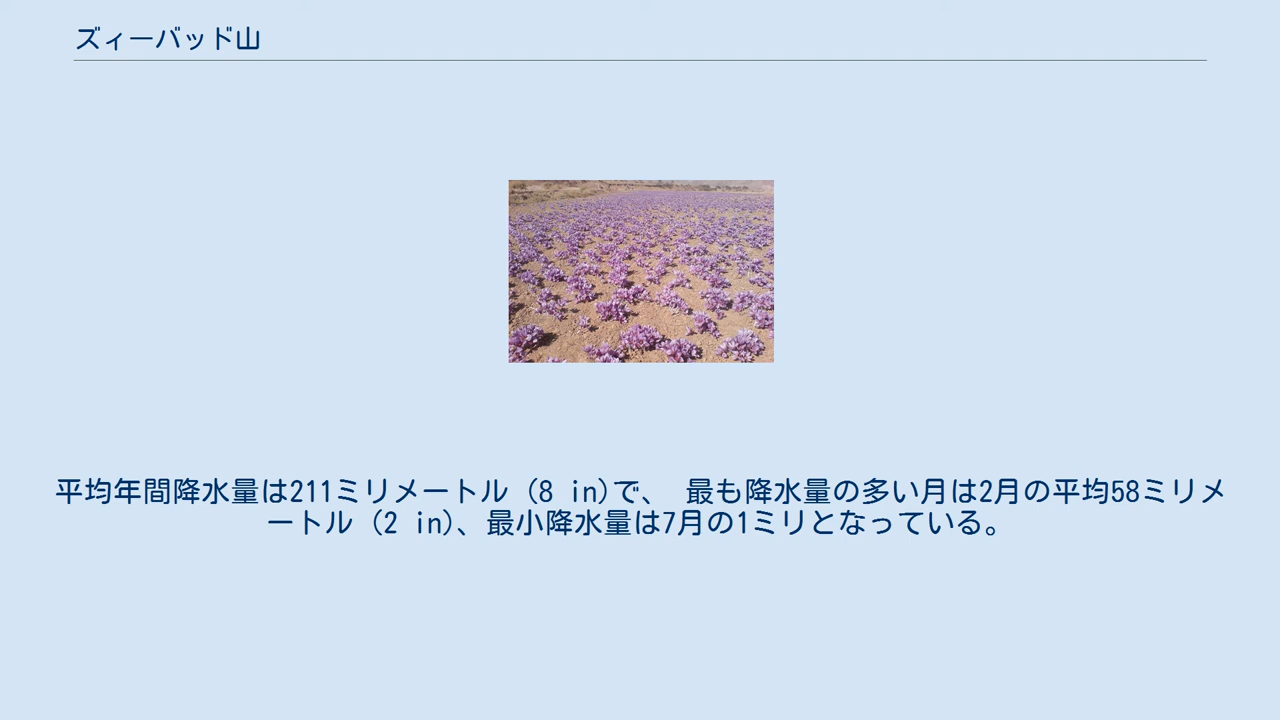 ズィーバッド山
平均年間降水量は211ミリメートル (8 in)で、 最も降水量の多い月は2月の平均58ミリメ
ートル (2 in)、最小降水量は7月の1ミリとなっている。